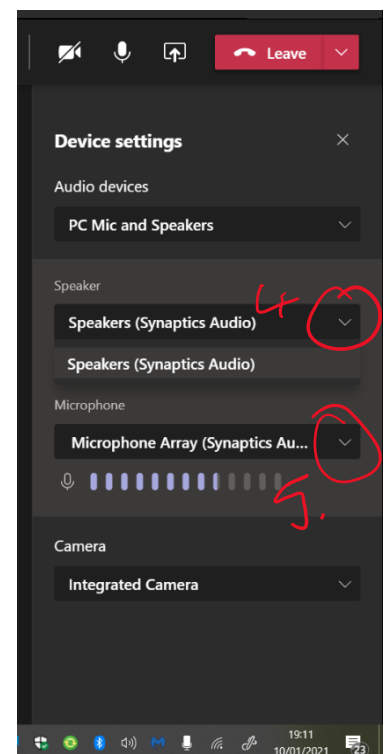 Leave
Device settings
Audio devices
PC Mic and Speakers
Speaker
4
Speakers (Synaptics Audio)
Speakers (Synaptics Audio)
Microphone
Microphone Array (Synaptics Au...
5.
Camera
Integrated Camera
19:11
10/01/2021
23